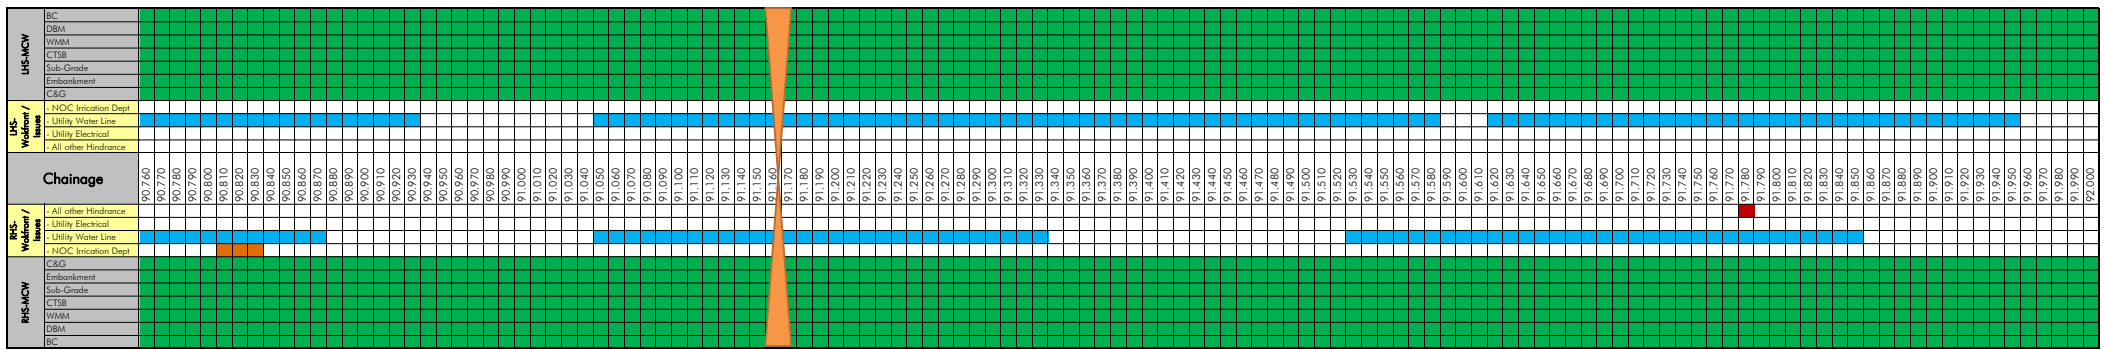 LHS-MCW
BC
DBM
WMM
CTSB
Sub-Grade
Embankment
C&G
LHS-
Wokfront /
Issues
- NOC Irrication Dept
- Utility Water Line
- Utility Electrical
- All other Hindrance
Chainage
90.760 90.770 90.780 90.790 90.800 90.810 90.820 90.830 90.840 90.850 90.860 90.870 90.880 90.890 90.900 90.910 90.920 90.930 90.940 90.950 90.960 90.970 90.980 90.990 91.000 91.010 91.020 91.030 91.040 91.050 91.060 91.070 91.080 91.090 91.100 91.110 91.120 91.130 91.140 91.150 91.160 91.170 91.180 91.190 91.200 91.210 91.220 91.230 91.240 91.250 91.260 91.270 91.280 91.290 91.300 91.310 91.320 91.330 91.340 91.350 91.360 91.370 91.380 91.390 91.400 91.410 91.420 91.430 91.440 91.450 91.460 91.470 91.480 91.490 91.500 91.510 91.520 91.530 91.540 91.550 91.560 91.570 91.580 91.590 91.600 91.610 91.620 91.630 91.640 91.650 91.660 91.670 91.680 91.690 91.700 91.710 91.720 91.730 91.740 91.750 91.760 91.770 91.780 91.790 91.800 91.810 91.820 91.830 91.840 91.850 91.860 91.870 91.880 91.890 91.900 91.910 91.920 91.930 91.940 91.950 91.960 91.970 91.980 91.990 92.000
RHS-
Wokfront /
Issues
- All other Hindrance
- Utility Electrical
- Utility Water Line
- NOC Irrication Dept
RHS-MCW
C&G
Embankment
Sub-Grade
CTSB
WMM
DBM
BC